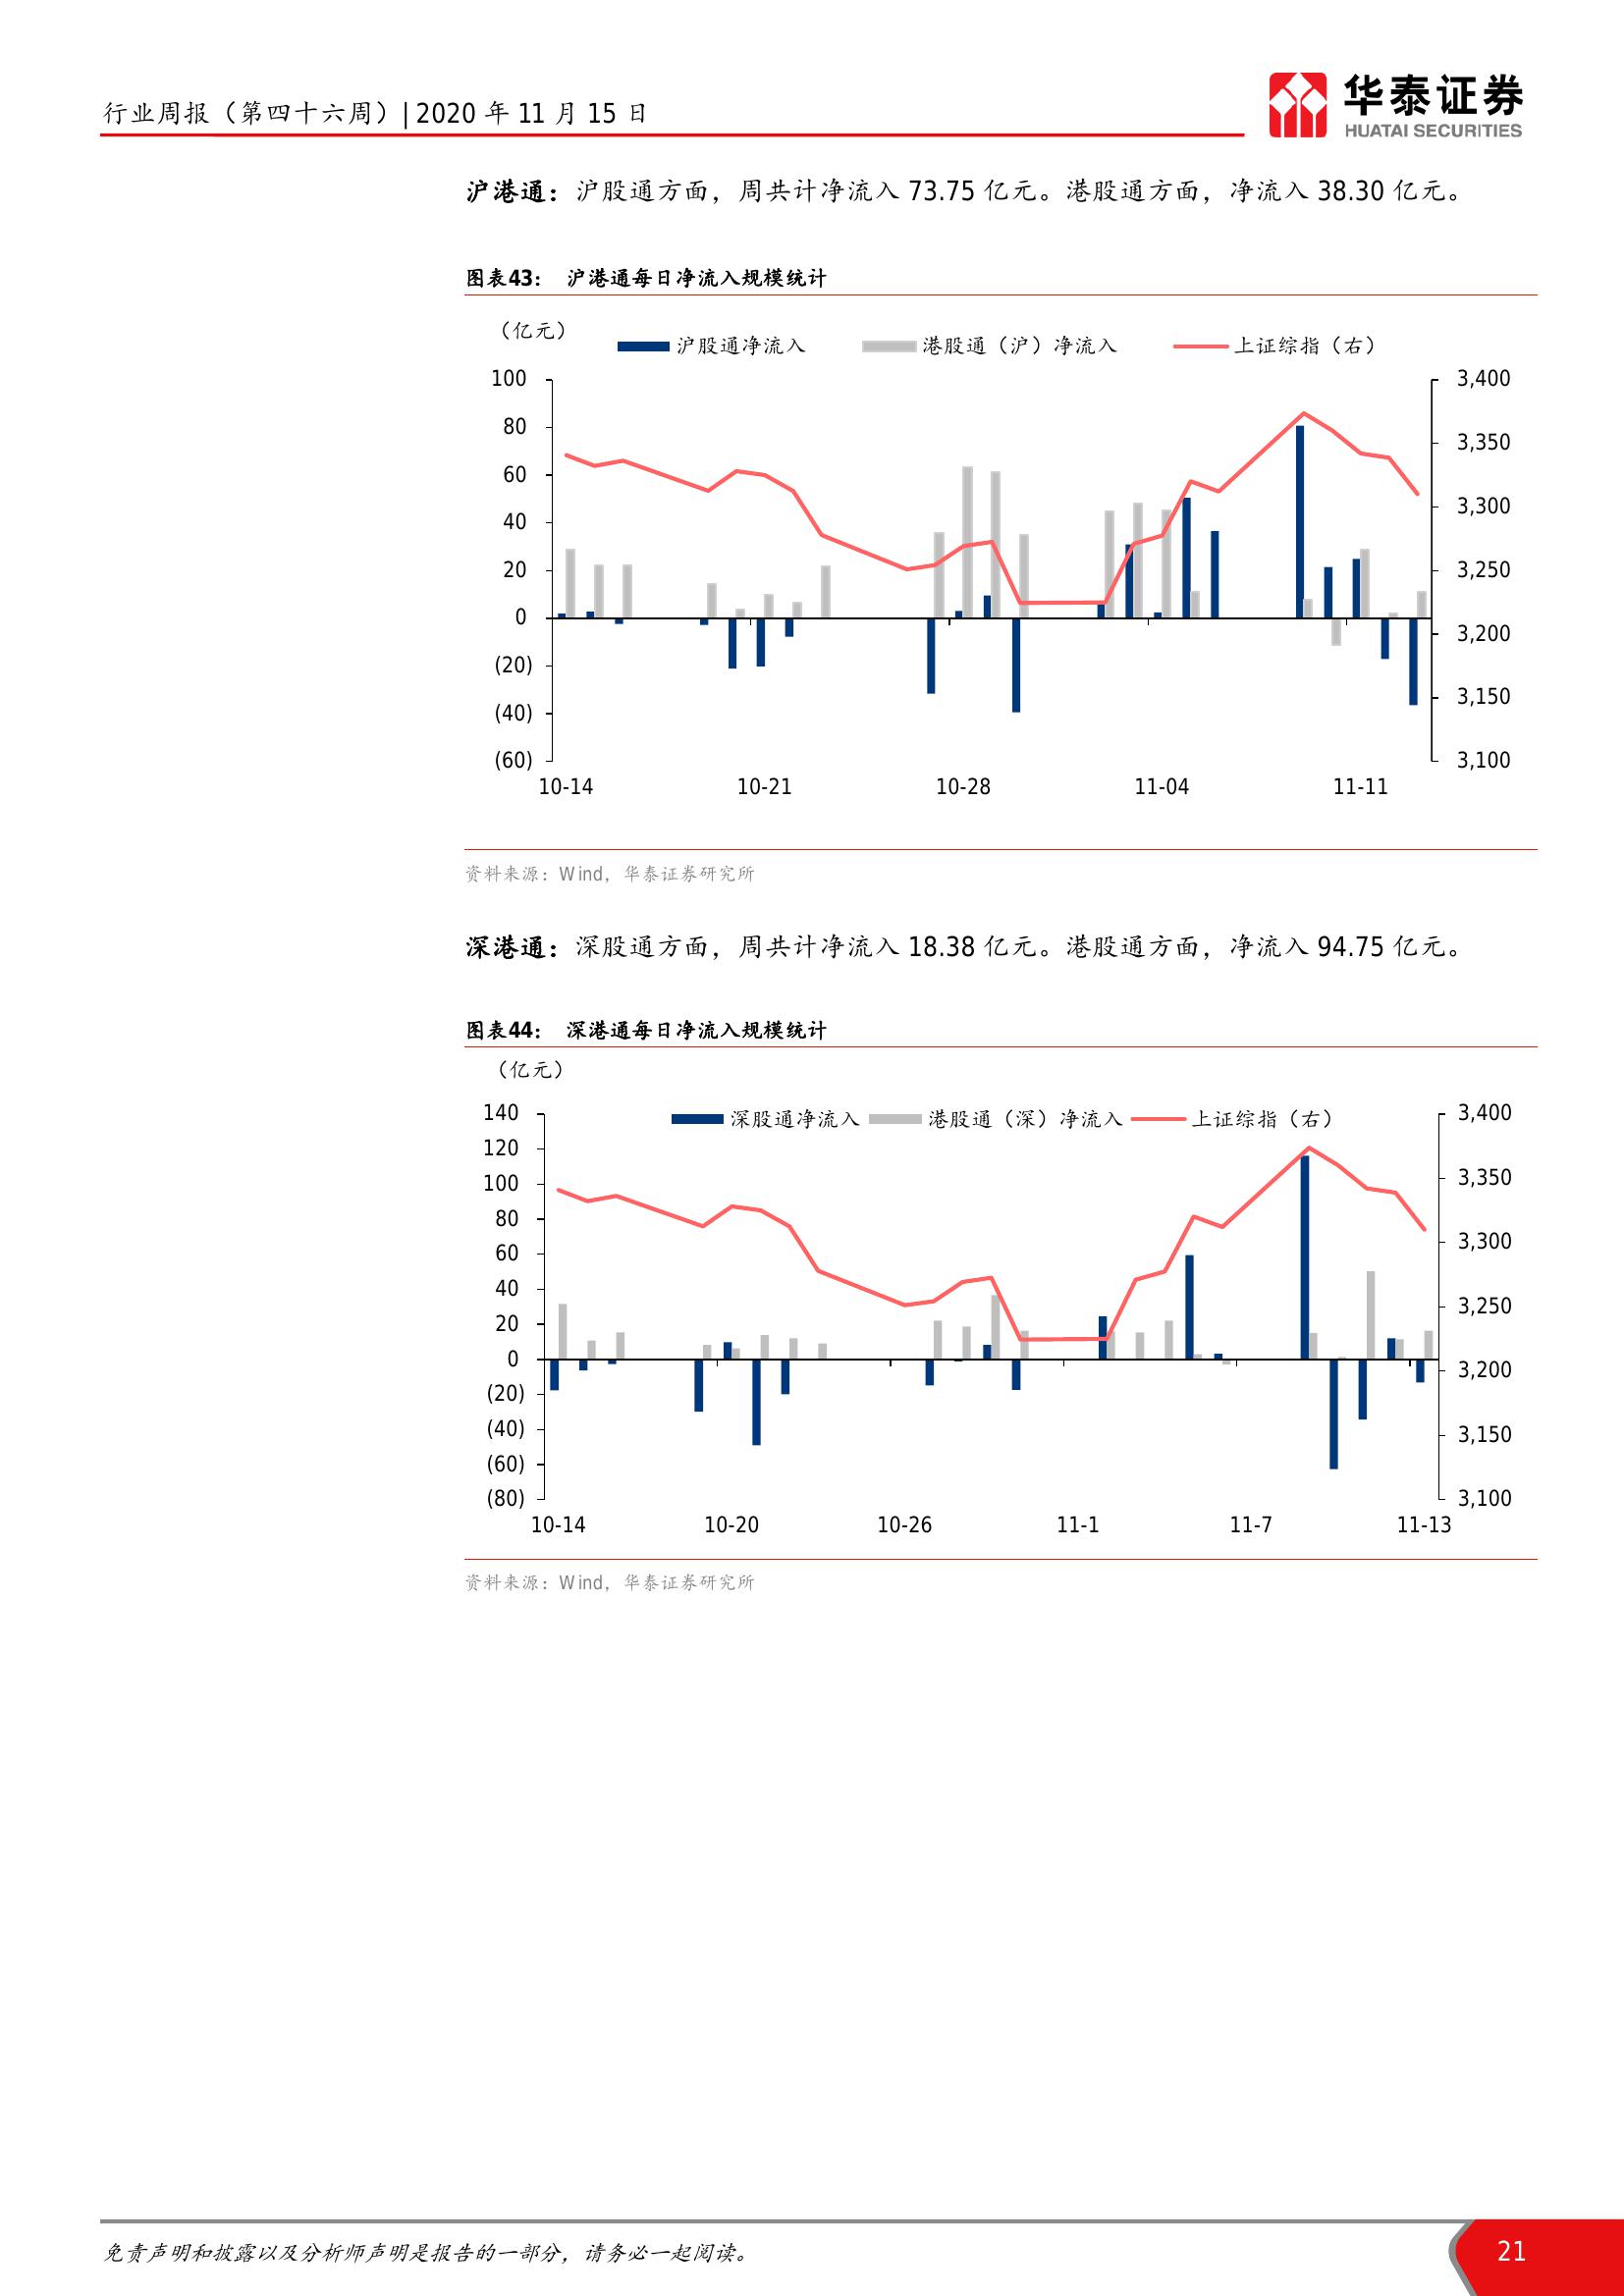 行业周报（第四十六周）| 2020 年 11 月 15 日
华泰证券
HUATAI SECURITIES
沪港通：沪股通方面，周共计净流入 73.75 亿元。港股通方面，净流入 38.30 亿元。
图表43： 沪港通每日净流入规模统计
（亿元）
沪股通净流入 港股通（沪）净流入 上证综指（右）
100 3,400
80 3,350
60 3,300
40 3,250
20 3,200
0 3,150
(20) 3,100
(40)
(60)
10-14 10-21 10-28 11-04 11-11
资料来源：Wind，华泰证券研究所
深港通：深股通方面，周共计净流入 18.38 亿元。港股通方面，净流入 94.75 亿元。
图表44： 深港通每日净流入规模统计
（亿元）
深股通净流入 港股通（深）净流入 上证综指（右）
140 3,400
120 3,350
100 3,300
80 3,250
60 3,200
40 3,150
20 3,100
0
(20)
(40)
(60)
(80)
10-14 10-20 10-26 11-1 11-7 11-13
资料来源：Wind，华泰证券研究所
免责声明和披露以及分析师声明是报告的一部分，请务必一起阅读。
21